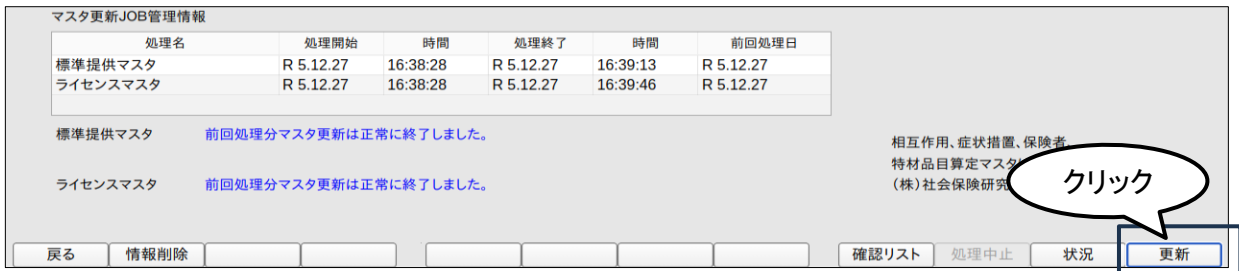 マスタ更新JOB管理情報
処理名 処理開始 時間 処理終了 時間 前回処理日
標準提供マスタ R 5.12.27 16:38:28 R 5.12.27 16:39:13 R 5.12.27
ライセンスマスタ R 5.12.27 16:38:28 R 5.12.27 16:39:46 R 5.12.27
標準提供マスタ 前回処理分マスタ更新は正常に終了しました。
相互作用、症状措置、保険者、
特材品目算定マスタ
ライセンスマスタ 前回処理分マスタ更新は正常に終了しました。
(株)社会保険研究
クリック
戻る 情報削除 確認リスト 処理中止 状況 更新